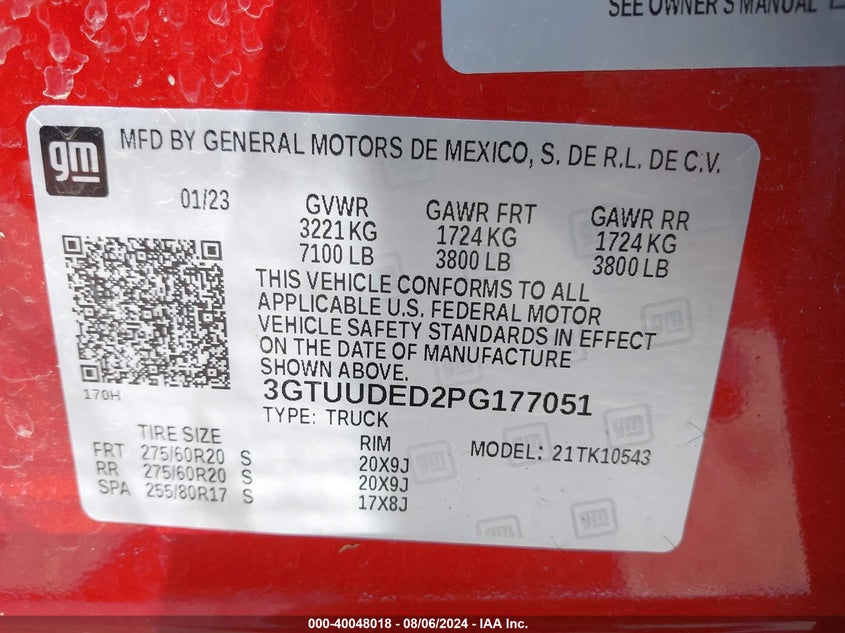 SEE OWNER'S MANUAL
gm
MFD BY GENERAL MOTORS DE MEXICO, S. DE R.L. DE C.V.
01/23 GVWR GAWR FRT GAWR RR
3221 KG 1724 KG 1724 KG
7100 LB 3800 LB 3800 LB
THIS VEHICLE CONFORMS TO ALL
APPLICABLE U.S. FEDERAL MOTOR
VEHICLE SAFETY STANDARDS IN EFFECT
ON THE DATE OF MANUFACTURE
SHOWN ABOVE.
170H
3GTUUDED2PG177051
TYPE: TRUCK
TIRE SIZE RIM MODEL: 21TK10543
FRT 275/60R20 S 20X9J
RR 275/60R20 S 20X9J
SPA 255/80R17 S 17X8J
000-40048018 - 08/06/2024 - IAA Inc.